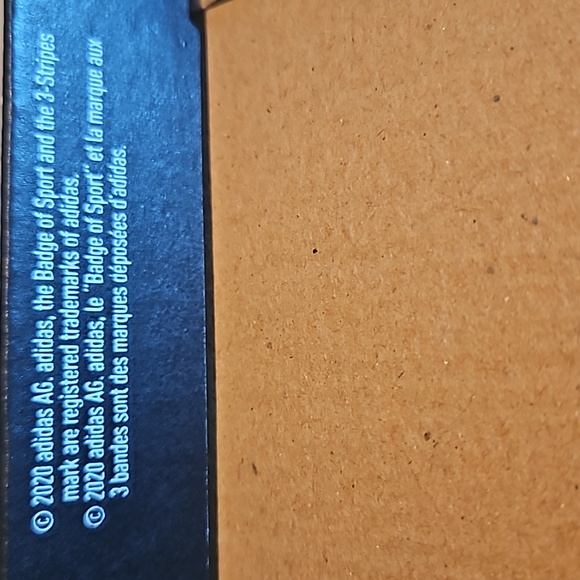 © 2020 adidas AG. adidas, the Badge of Sport and the 3-Stripes
mark are registered trademarks of adidas.
© 2020 adidas AG. adidas, le "Badge of Sport" et la marque aux
3 bandes sont des marques déposées d'adidas.